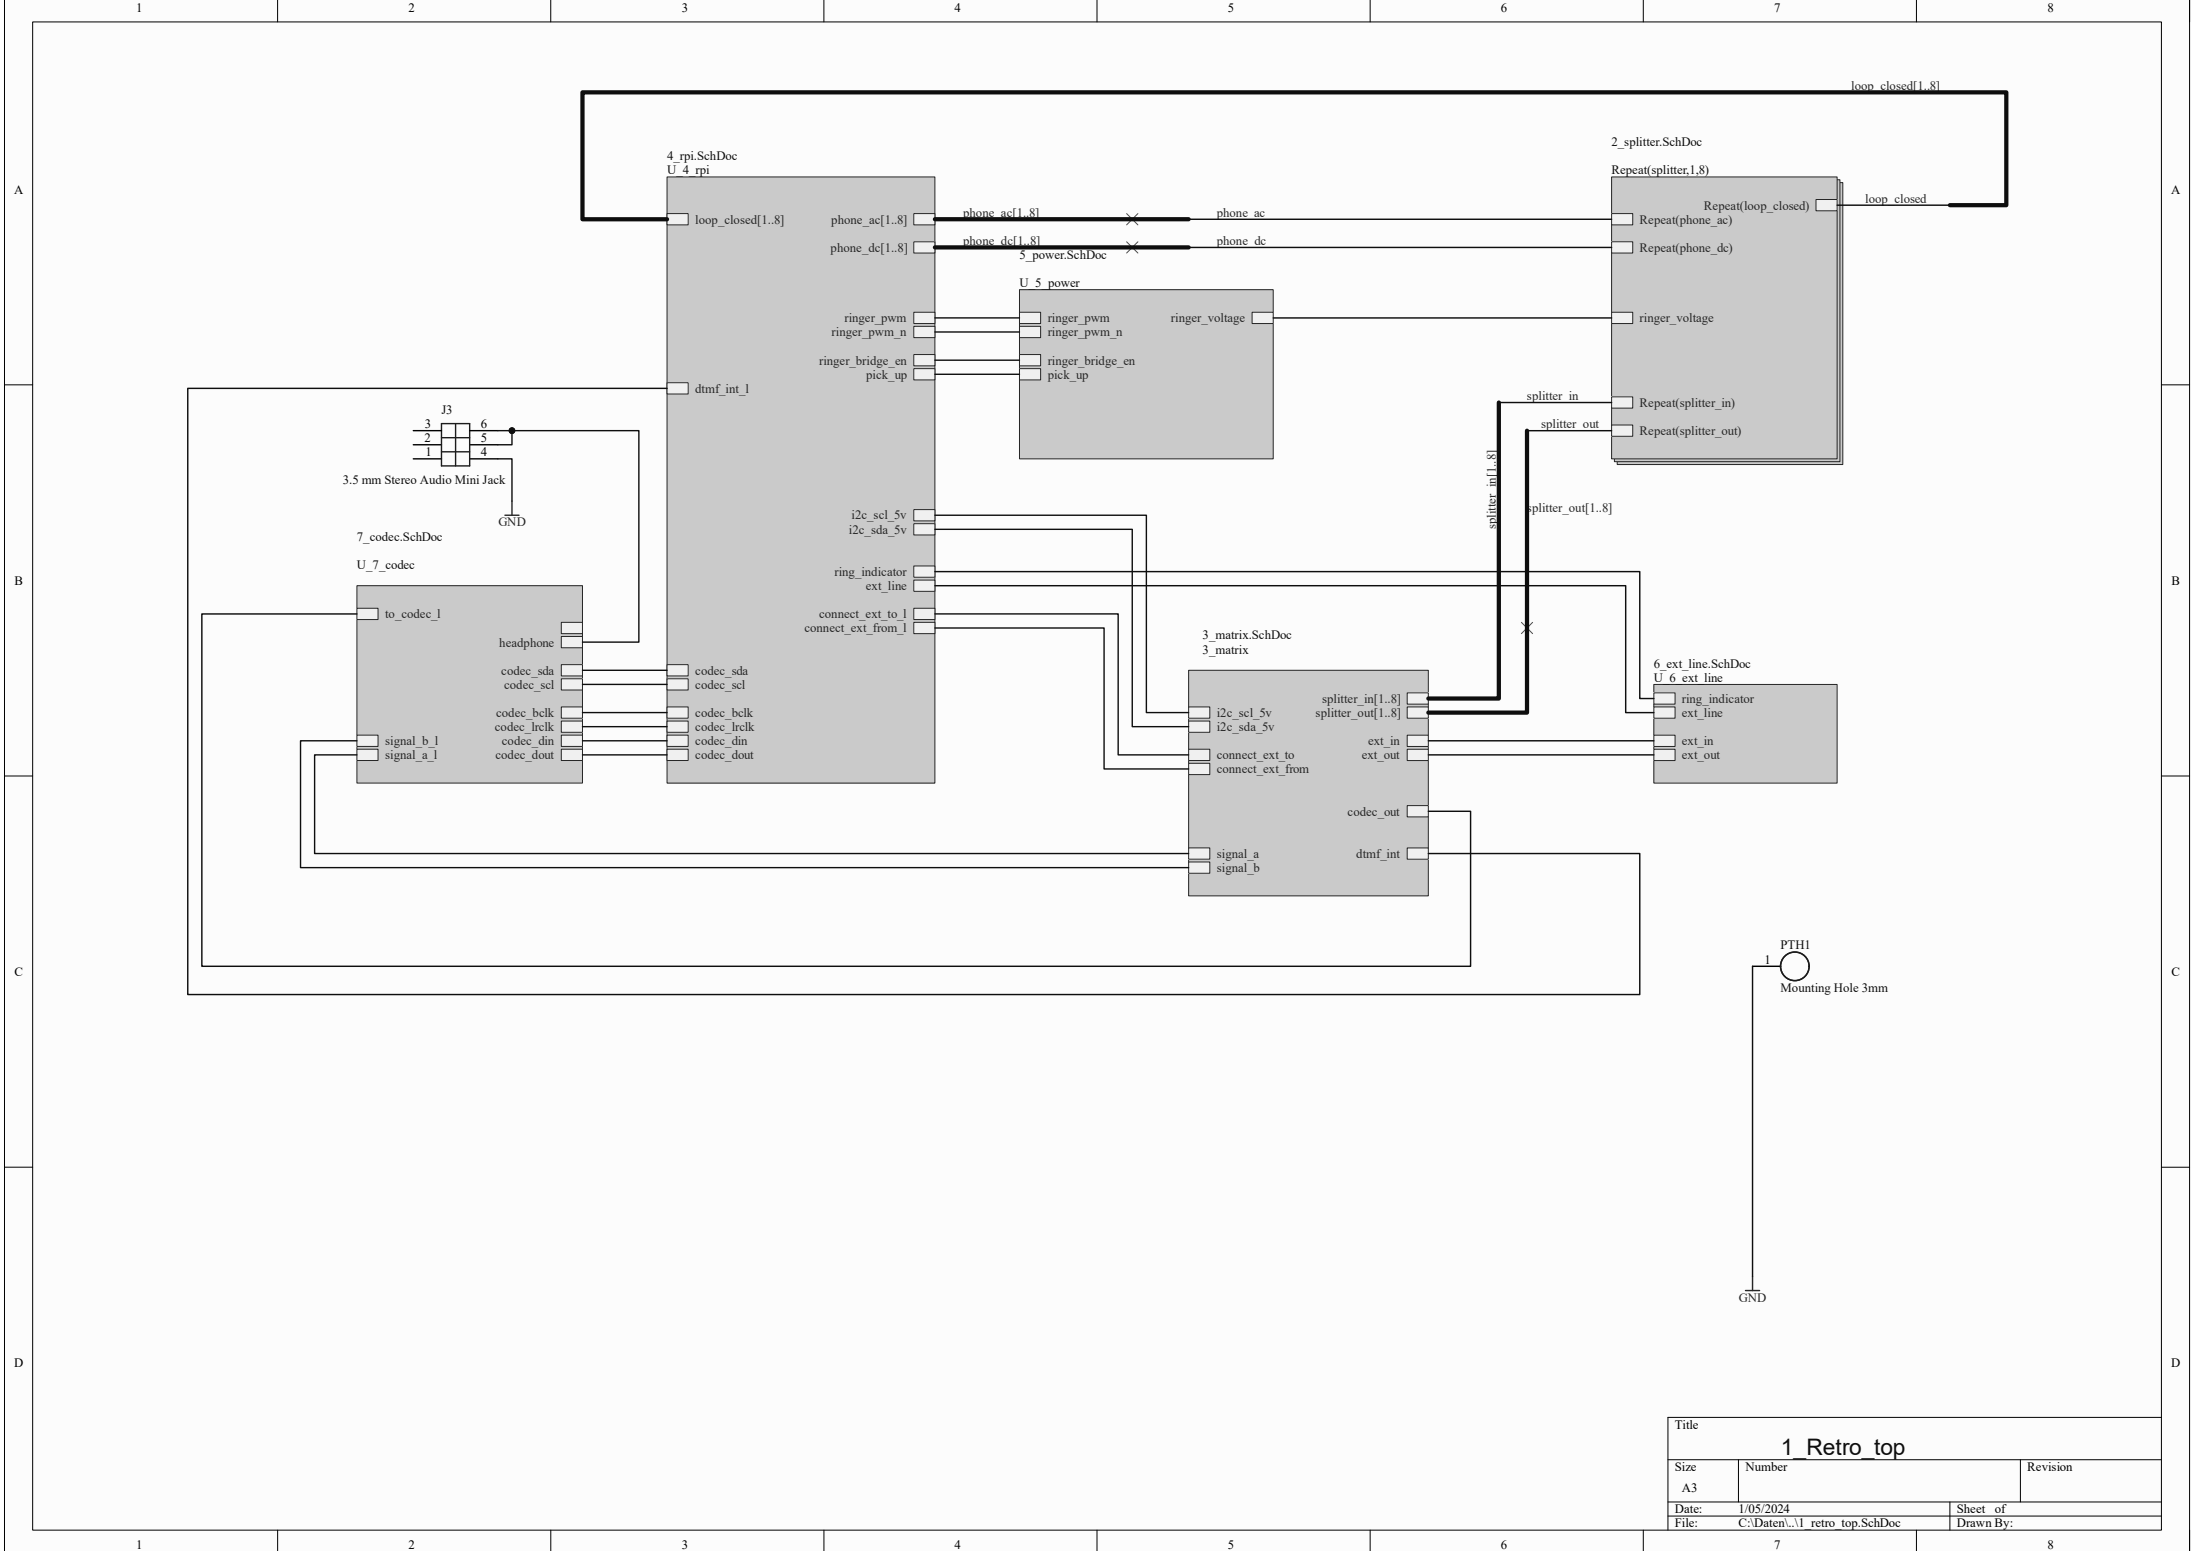 1 2 3 4 5 6 7 8
loop_closed[1..8]
2_splitter.SchDoc
4_rpi.SchDoc
U_4_rpi
Repeat(splitter,1,8)
A
A
Repeat(loop_closed)
loop_closed
loop_closed[1..8]
phone_ac[1..8]
phone_ac[1..8]
phone_ac
Repeat(phone_ac)
phone_dc[1..8]
phone_dc[1..8]
phone_dc
Repeat(phone_dc)
5_power.SchDoc
U_5_power
ringer_pwm
ringer_pwm
ringer_voltage
ringer_voltage
ringer_pwm_n
ringer_pwm_n
ringer_bridge_en
ringer_bridge_en
pick_up
pick_up
dtmf_int_l
splitter_in
Repeat(splitter_in)
J3
3 6
2 5
1 4
splitter_out
Repeat(splitter_out)
3.5 mm Stereo Audio Mini Jack
GND
splitter_in[1..8]
splitter_out[1..8]
i2c_scl_5v
i2c_sda_5v
7_codec.SchDoc
U_7_codec
ring_indicator
ext_line
B
B
to_codec_l
connect_ext_to_l
connect_ext_from_l
headphone
3_matrix.SchDoc
3_matrix
6_ext_line.SchDoc
U_6_ext_line
codec_sda
codec_sda
codec_scl
codec_scl
splitter_in[1..8]
ring_indicator
codec_bclk
codec_bclk
i2c_scl_5v
splitter_out[1..8]
ext_line
codec_lrclk
codec_lrclk
i2c_sda_5v
signal_b_l
codec_din
codec_din
ext_in
ext_in
signal_a_l
codec_dout
codec_dout
connect_ext_to
ext_out
ext_out
connect_ext_from
codec_out
signal_a
dtmf_int
signal_b
PTH1
1
Mounting Hole 3mm
C
C
GND
D
D
Title
1_Retro_top
Size
Number
Revision
A3
Date:
1/05/2024
Sheet of
File:
C:\Daten\..\1_retro_top.SchDoc
Drawn By:
1 2 3 4 5 6 7 8